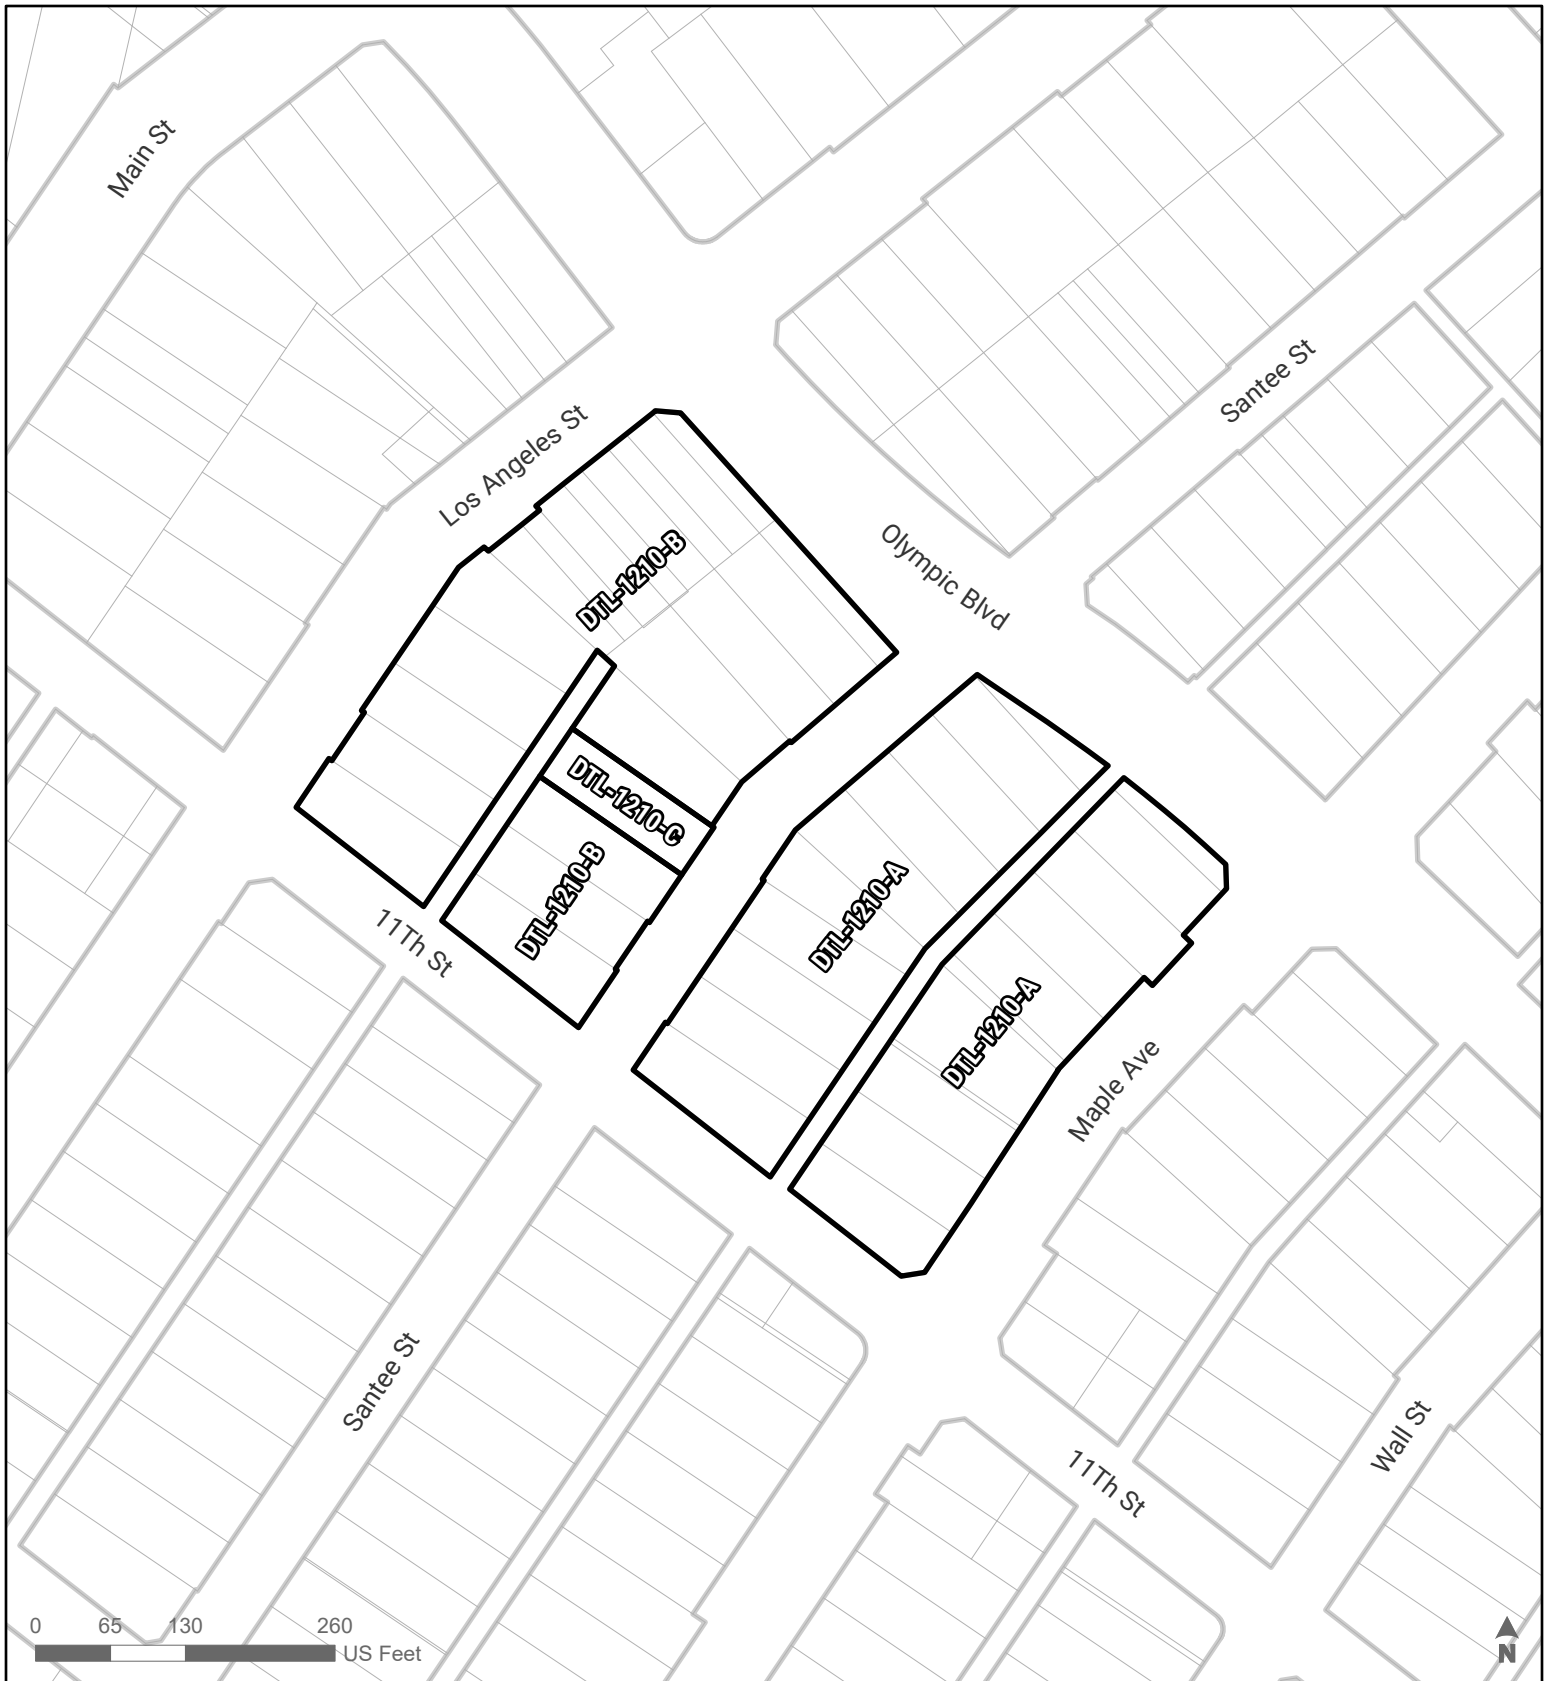 Main St
Santee St
Los Angeles St
Olympic Blvd
DTL-1210-B
DTL-1210-C
DTL-1210-B
DTL-1210-A
DTL-1210-A
11Th St
Maple Ave
Santee St
Wall St
11Th St
0 65 130 260
US Feet
N